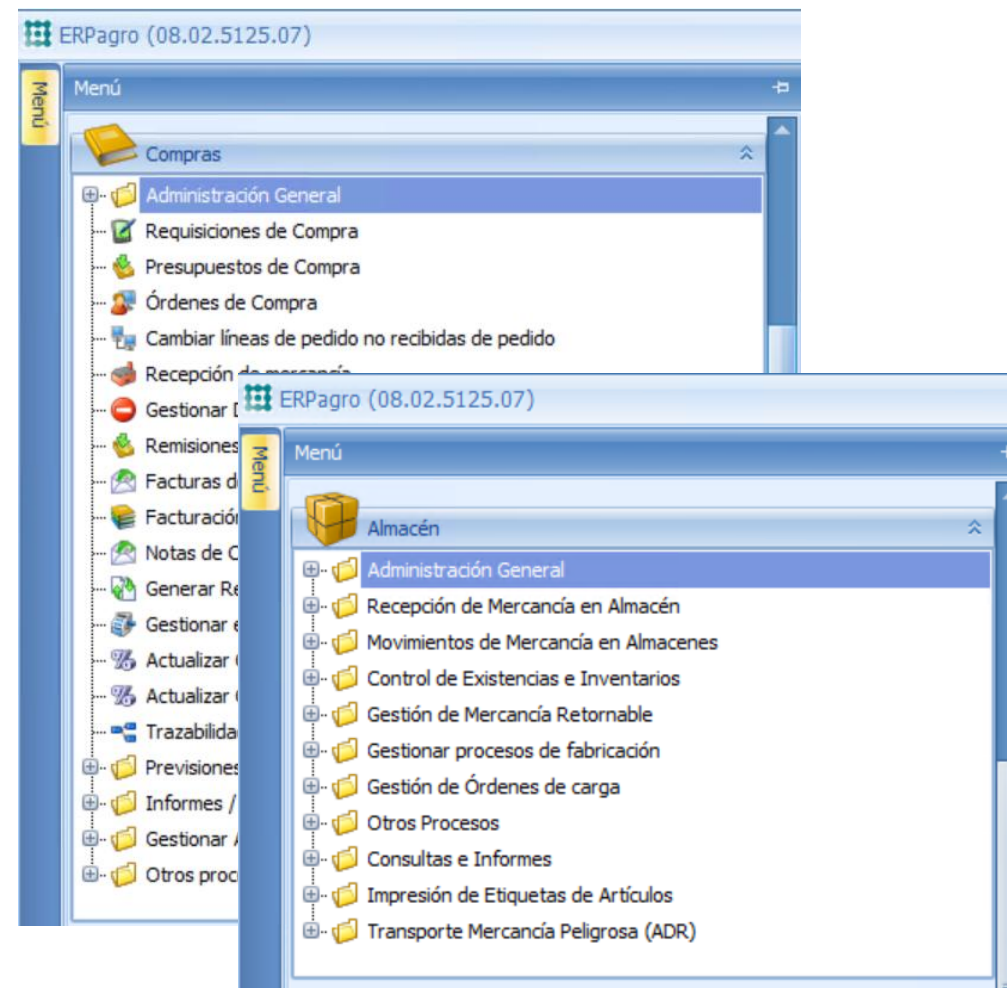 ERPagro (08.02.5125.07)
Menú
Menú
Compras
Administración General
Requisiciones de Compra
Presupuestos de Compra
Órdenes de Compra
Cambiar líneas de pedido no recibidas de pedido
Recepción de mercancía
Gestionar
Remisiones
Facturas
Facturación
Notas de
Generar
Gestionar
Actualizar
Actualizar
Previsiones
Informes /
Gestionar
Otros
ERPagro (08.02.5125.07)
Menú
Menú
Almacén
Administración General
Recepción de Mercancía en Almacén
Movimientos de Mercancía en Almacenes
Control de Existencias e Inventarios
Gestión de Mercancía Retornable
Gestionar procesos de fabricación
Gestión de Órdenes de carga
Otros Procesos
Consultas e Informes
Impresión de Etiquetas de Artículos
Transporte Mercancía Peligrosa (ADR)